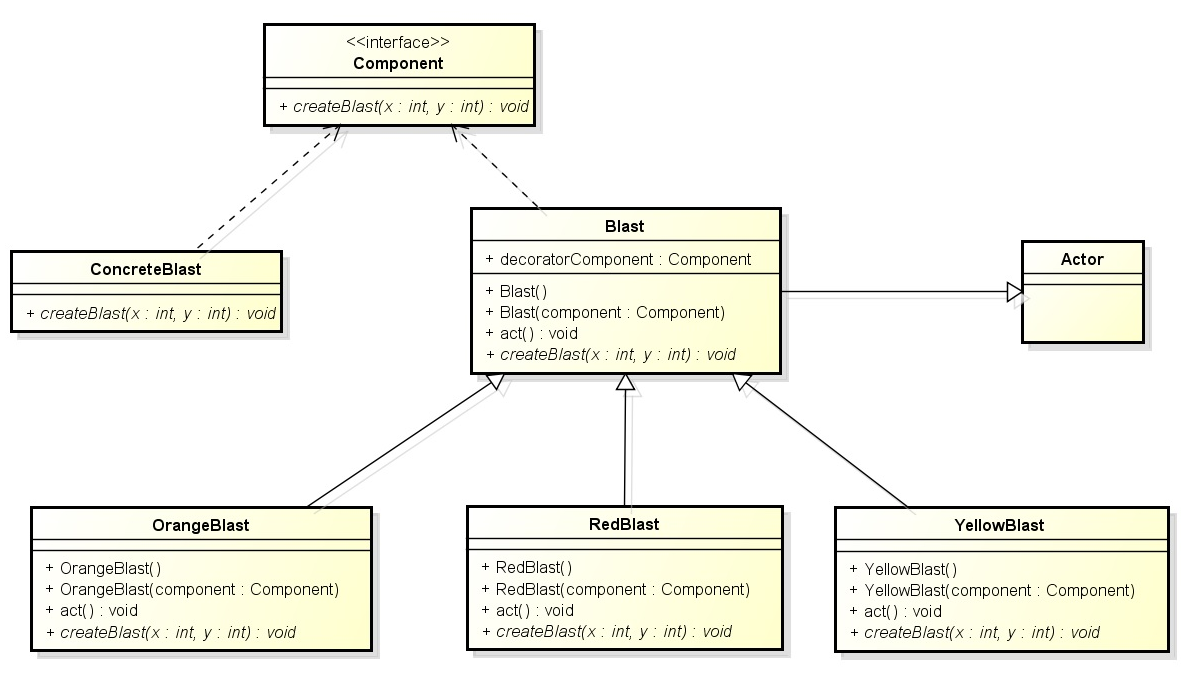 <<interface>>
Component
+ createBlast(x : int, y : int) : void
ConcreteBlast
+ createBlast(x : int, y : int) : void
Blast
+ decoratorComponent : Component
+ Blast()
+ Blast(component : Component)
+ act() : void
+ createBlast(x : int, y : int) : void
Actor
OrangeBlast
+ OrangeBlast()
+ OrangeBlast(component : Component)
+ act() : void
+ createBlast(x : int, y : int) : void
RedBlast
+ RedBlast()
+ RedBlast(component : Component)
+ act() : void
+ createBlast(x : int, y : int) : void
YellowBlast
+ YellowBlast()
+ YellowBlast(component : Component)
+ act() : void
+ createBlast(x : int, y : int) : void